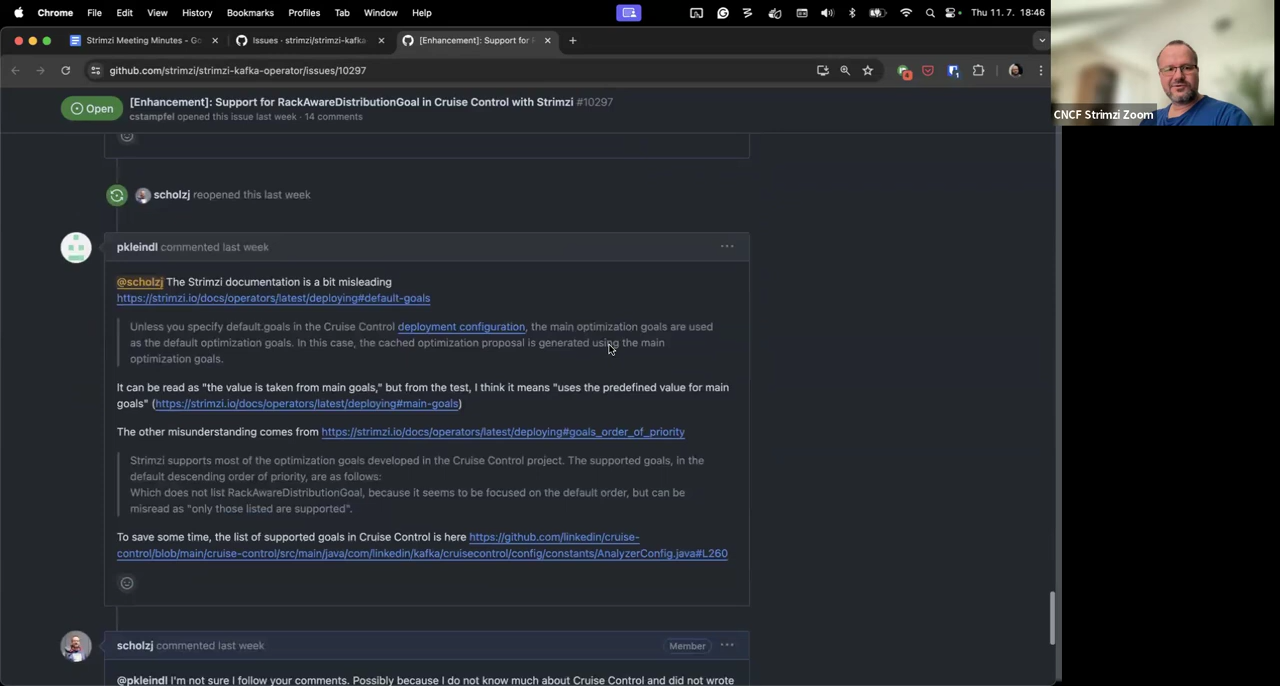 Chrome File Edit View History Bookmarks Profiles Tab Window Help Thu 11. 7. 18:46
Strimzi Meeting Minutes - Go
Issues · strimzi/strimzi-kafka
[Enhancement]: Support for R
github.com/strimzi/strimzi-kafka-operator/issues/10297
Open
[Enhancement]: Support for RackAwareDistributionGoal in Cruise Control with Strimzi #10297
cstampfel opened this issue last week · 14 comments
CNCF Strimzi Zoom
scholzj reopened this last week
pkleindl commented last week
@scholzj The Strimzi documentation is a bit misleading
https://strimzi.io/docs/operators/latest/deploying#default-goals
Unless you specify default.goals in the Cruise Control deployment configuration, the main optimization goals are used
as the default optimization goals. In this case, the cached optimization proposal is generated using the main
optimization goals.
It can be read as "the value is taken from main goals," but from the test, I think it means "uses the predefined value for main
goals" (https://strimzi.io/docs/operators/latest/deploying#main-goals)
The other misunderstanding comes from https://strimzi.io/docs/operators/latest/deploying#goals_order_of_priority
Strimzi supports most of the optimization goals developed in the Cruise Control project. The supported goals, in the
default descending order of priority, are as follows:
Which does not list RackAwareDistributionGoal, because it seems to be focused on the default order, but can be
misread as "only those listed are supported".
To save some time, the list of supported goals in Cruise Control is here https://github.com/linkedin/cruise-
control/blob/main/cruise-control/src/main/java/com/linkedin/kafka/cruisecontrol/config/constants/AnalyzerConfig.java#L260
scholzj commented last week
Member
@pkleindl I'm not sure I follow your comments. Possibly because I do not know much about Cruise Control and did not wrote